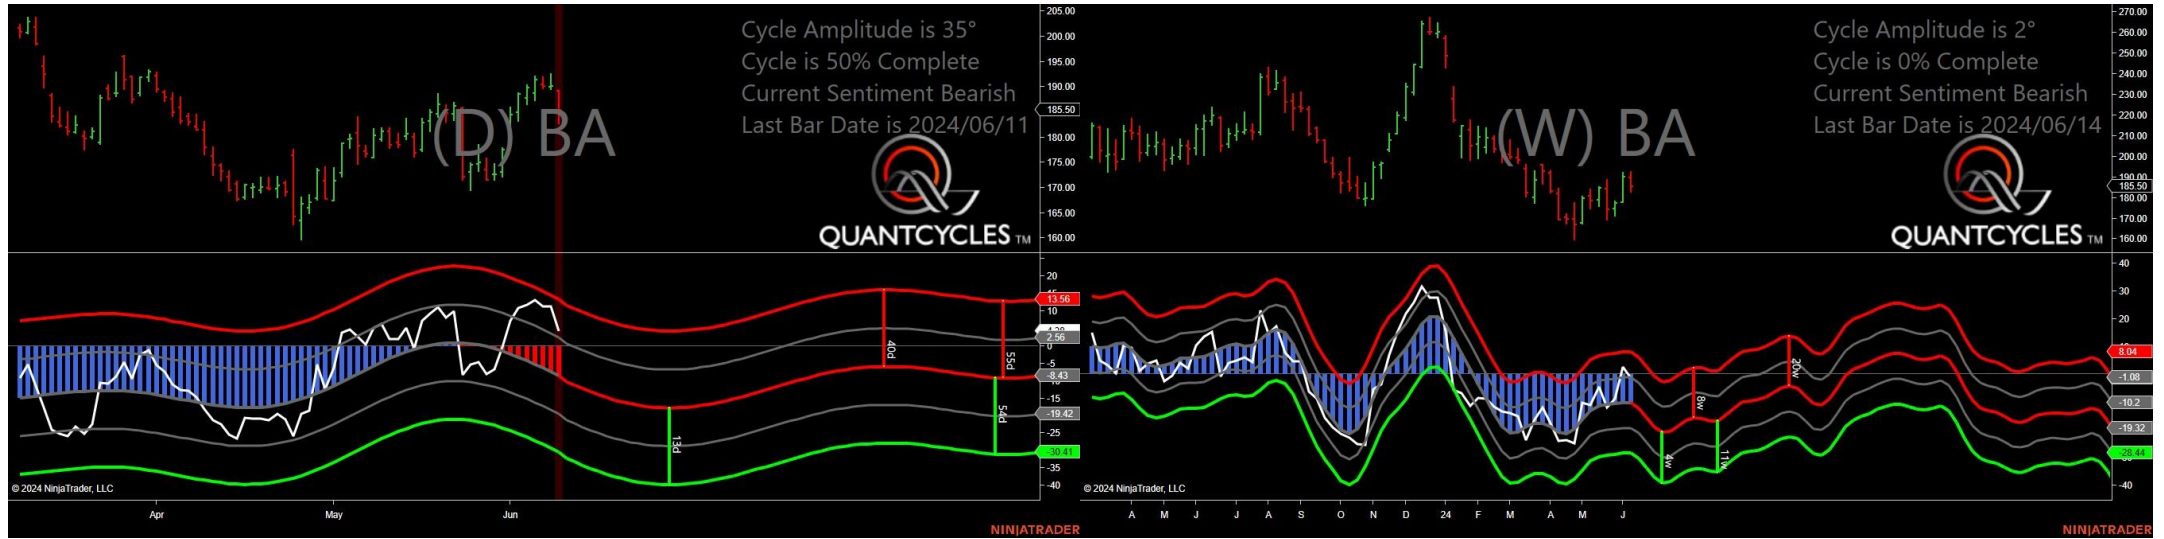 Cycle Amplitude is 35°
Cycle is 50% Complete
Current Sentiment Bearish
Last Bar Date is 2024/06/11
(D) BA
QUANTCYCLES TM
205.00
200.00
195.00
190.00
185.50
180.00
175.00
170.00
165.00
160.00
20
10
0
-5
-15
-25
-35
-40
13.56
2.56
-8.43
-19.42
-30.41
13d
40d
55d
54d
© 2024 NinjaTrader, LLC
Apr
May
Jun
NINJATRADER
Cycle Amplitude is 2°
Cycle is 0% Complete
Current Sentiment Bearish
Last Bar Date is 2024/06/14
(W) BA
QUANTCYCLES TM
270.00
260.00
250.00
240.00
230.00
220.00
210.00
200.00
190.00
185.50
180.00
170.00
160.00
40
30
20
8.04
-1.08
-10.2
-19.32
-28.44
-40
4w
8w
11w
20w
© 2024 NinjaTrader, LLC
A M J J A S O N D 24 F M A M J
NINJATRADER